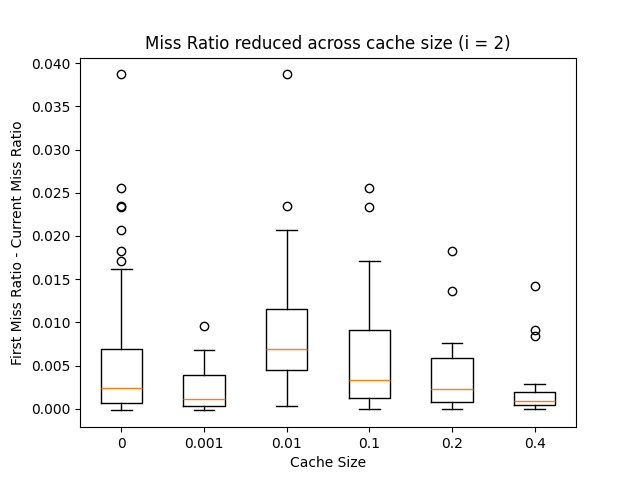 Miss Ratio reduced across cache size (i = 2)
First Miss Ratio - Current Miss Ratio
0.040
0.035
0.030
0.025
0.020
0.015
0.010
0.005
0.000
0 0.001 0.01 0.1 0.2 0.4
Cache Size